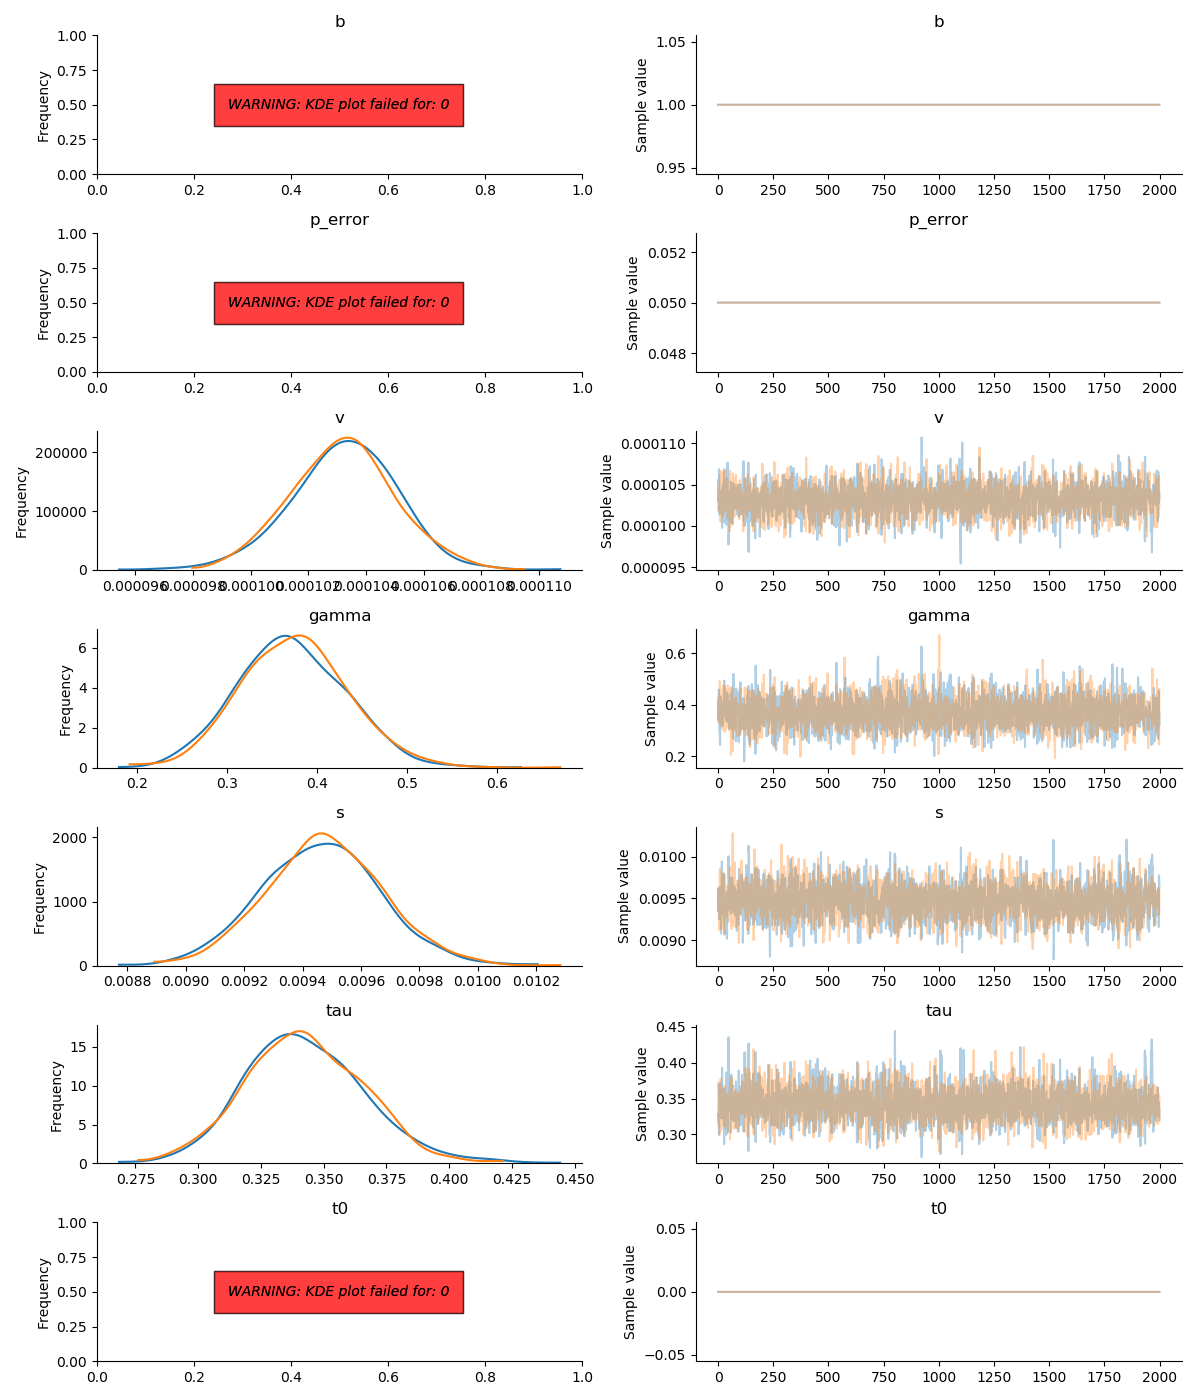 b
1.00
0.75
0.50
0.25
0.00
Frequency
WARNING: KDE plot failed for: 0
0.0 0.2 0.4 0.6 0.8 1.0
b
1.05
1.00
0.95
Sample value
0 250 500 750 1000 1250 1500 1750 2000
p_error
1.00
0.75
0.50
0.25
0.00
Frequency
WARNING: KDE plot failed for: 0
0.0 0.2 0.4 0.6 0.8 1.0
p_error
0.052
0.050
0.048
Sample value
0 250 500 750 1000 1250 1500 1750 2000
v
200000
100000
0
Frequency
0.000096 0.000098 0.000100 0.000102 0.000104 0.000106 0.000108 0.000110
v
0.000110
0.000105
0.000100
0.000095
Sample value
0 250 500 750 1000 1250 1500 1750 2000
gamma
6
4
2
0
Frequency
0.2 0.3 0.4 0.5 0.6
gamma
0.6
0.4
0.2
Sample value
0 250 500 750 1000 1250 1500 1750 2000
s
2000
1000
0
Frequency
0.0088 0.0090 0.0092 0.0094 0.0096 0.0098 0.0100 0.0102
s
0.0100
0.0095
0.0090
Sample value
0 250 500 750 1000 1250 1500 1750 2000
tau
15
10
5
0
Frequency
0.275 0.300 0.325 0.350 0.375 0.400 0.425 0.450
tau
0.45
0.40
0.35
0.30
Sample value
0 250 500 750 1000 1250 1500 1750 2000
t0
1.00
0.75
0.50
0.25
0.00
Frequency
WARNING: KDE plot failed for: 0
0.0 0.2 0.4 0.6 0.8 1.0
t0
0.05
0.00
−0.05
Sample value
0 250 500 750 1000 1250 1500 1750 2000